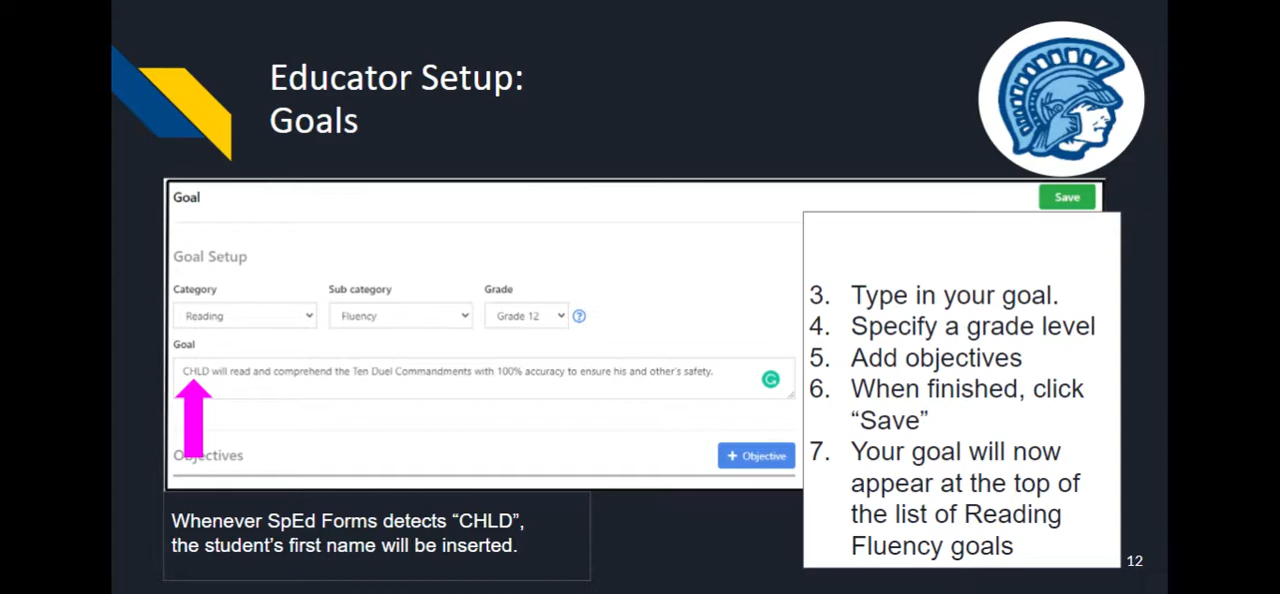 Educator Setup:
Goals
Goal
Save
Goal Setup
Category
Sub category
Grade
Reading
Fluency
Grade 12
?
Goal
CHLD will read and comprehend the Ten Duel Commandments with 100% accuracy to ensure his and other's safety.
Objectives
+ Objective
3. Type in your goal.
4. Specify a grade level
5. Add objectives
6. When finished, click
“Save”
7. Your goal will now
appear at the top of
the list of Reading
Fluency goals
Whenever SpEd Forms detects “CHLD”,
the student’s first name will be inserted.
12